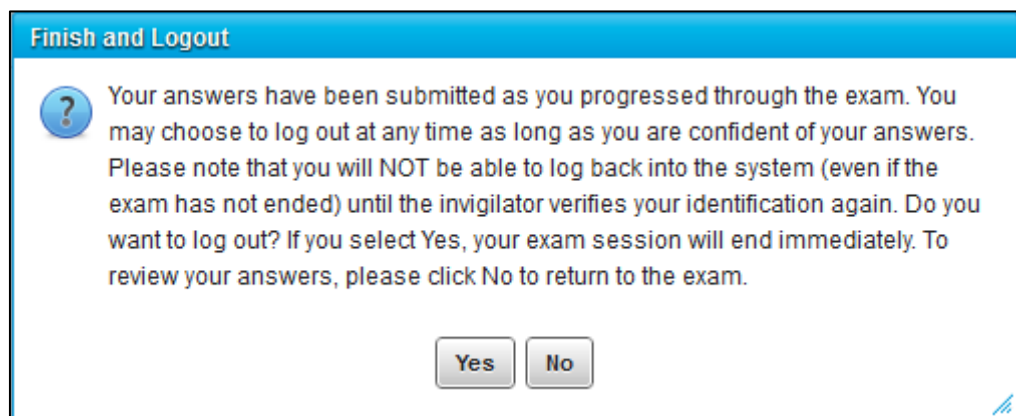 Finish and Logout
Your answers have been submitted as you progressed through the exam. You
may choose to log out at any time as long as you are confident of your answers.
Please note that you will NOT be able to log back into the system (even if the
exam has not ended) until the invigilator verifies your identification again. Do you
want to log out? If you select Yes, your exam session will end immediately. To
review your answers, please click No to return to the exam.
Yes No